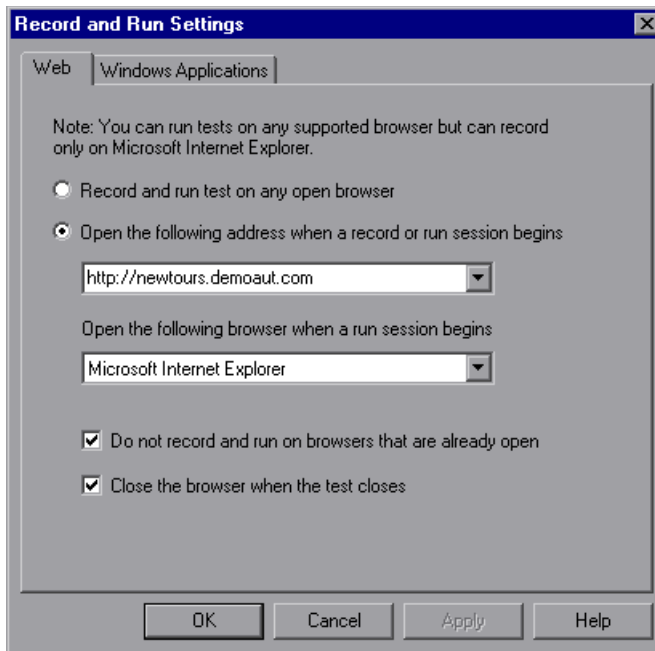 Record and Run Settings
Web
Windows Applications
Note: You can run tests on any supported browser but can record
only on Microsoft Internet Explorer.
Record and run test on any open browser
Open the following address when a record or run session begins
http://newtours.demoaut.com
Open the following browser when a run session begins
Microsoft Internet Explorer
Do not record and run on browsers that are already open
Close the browser when the test closes
OK
Cancel
Apply
Help